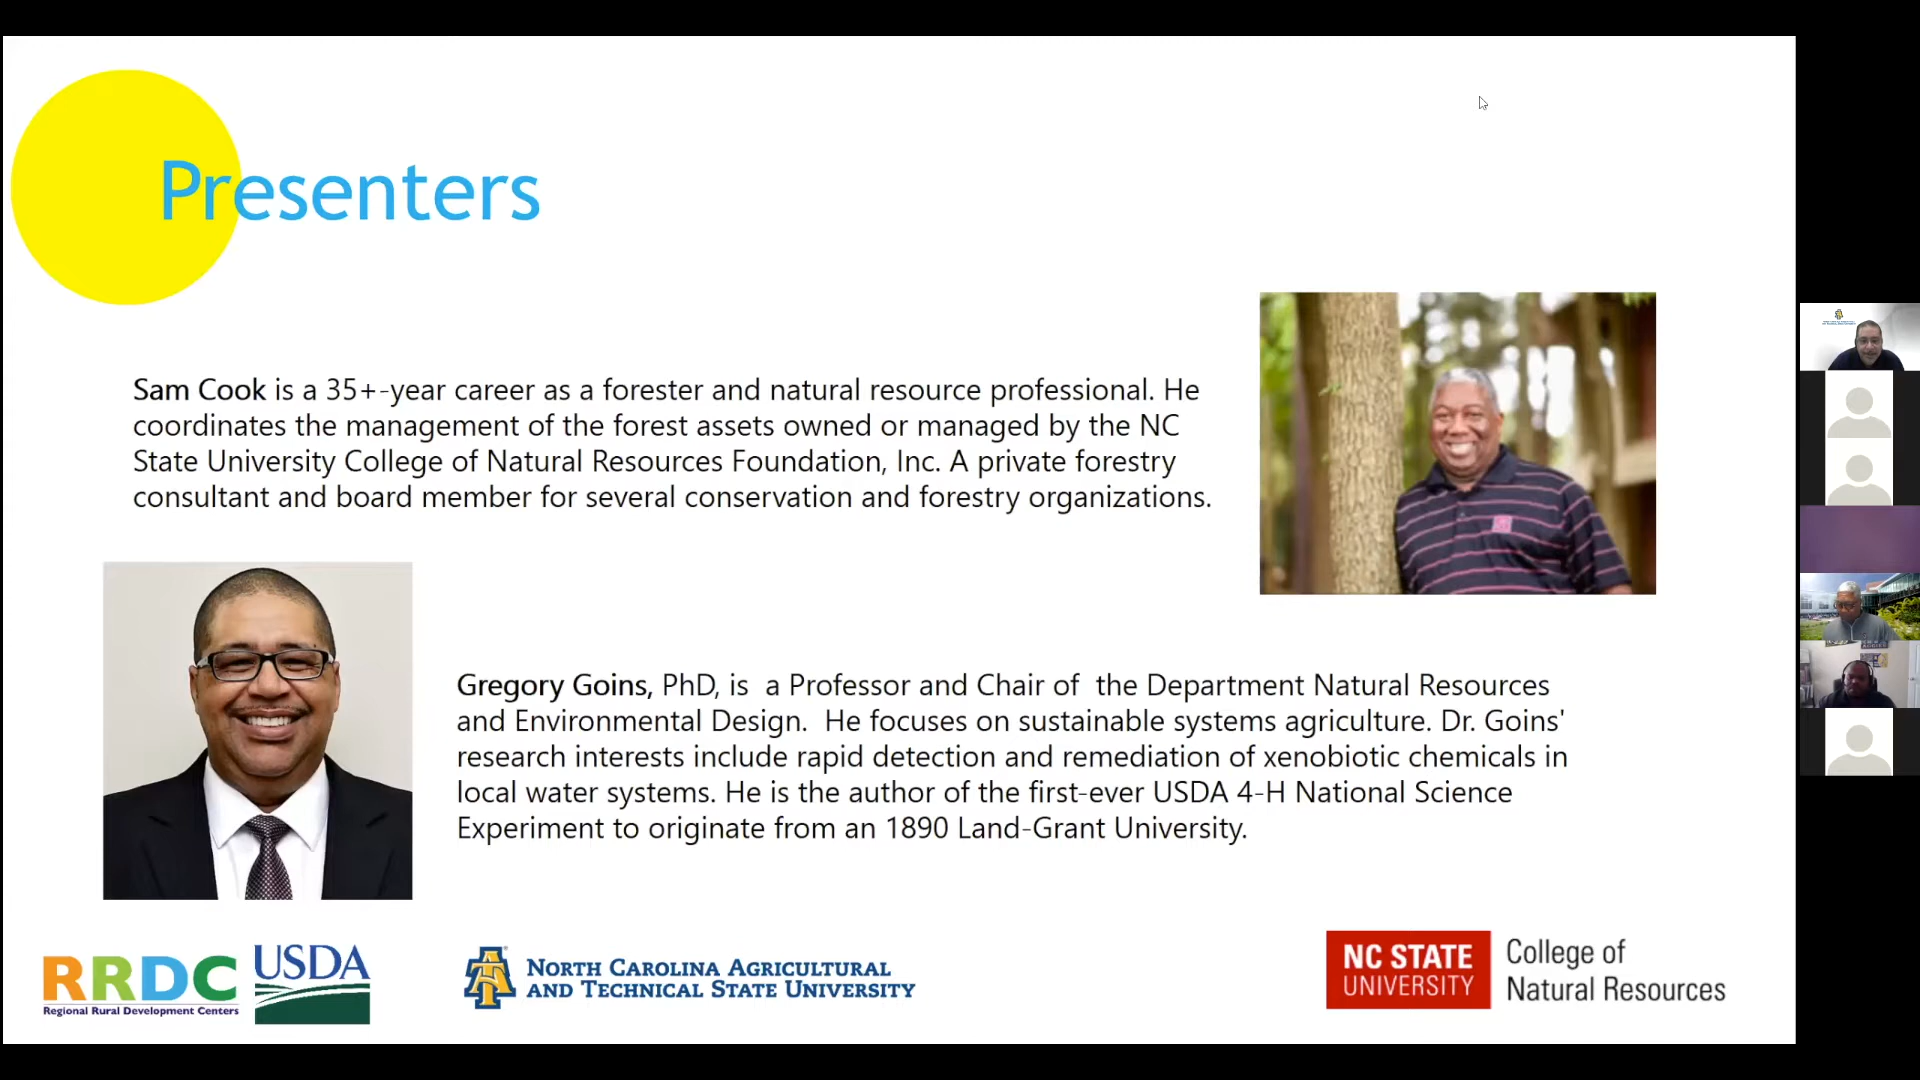 Presenters
Sam Cook is a 35+-year career as a forester and natural resource professional. He
coordinates the management of the forest assets owned or managed by the NC
State University College of Natural Resources Foundation, Inc. A private forestry
consultant and board member for several conservation and forestry organizations.
Gregory Goins, PhD, is  a Professor and Chair of  the Department Natural Resources
and Environmental Design.  He focuses on sustainable systems agriculture. Dr. Goins'
research interests include rapid detection and remediation of xenobiotic chemicals in
local water systems. He is the author of the first-ever USDA 4-H National Science
Experiment to originate from an 1890 Land-Grant University.
RRDC
Regional Rural Development Centers
USDA
NORTH CAROLINA AGRICULTURAL
AND TECHNICAL STATE UNIVERSITY
NC STATE
UNIVERSITY
College of
Natural Resources